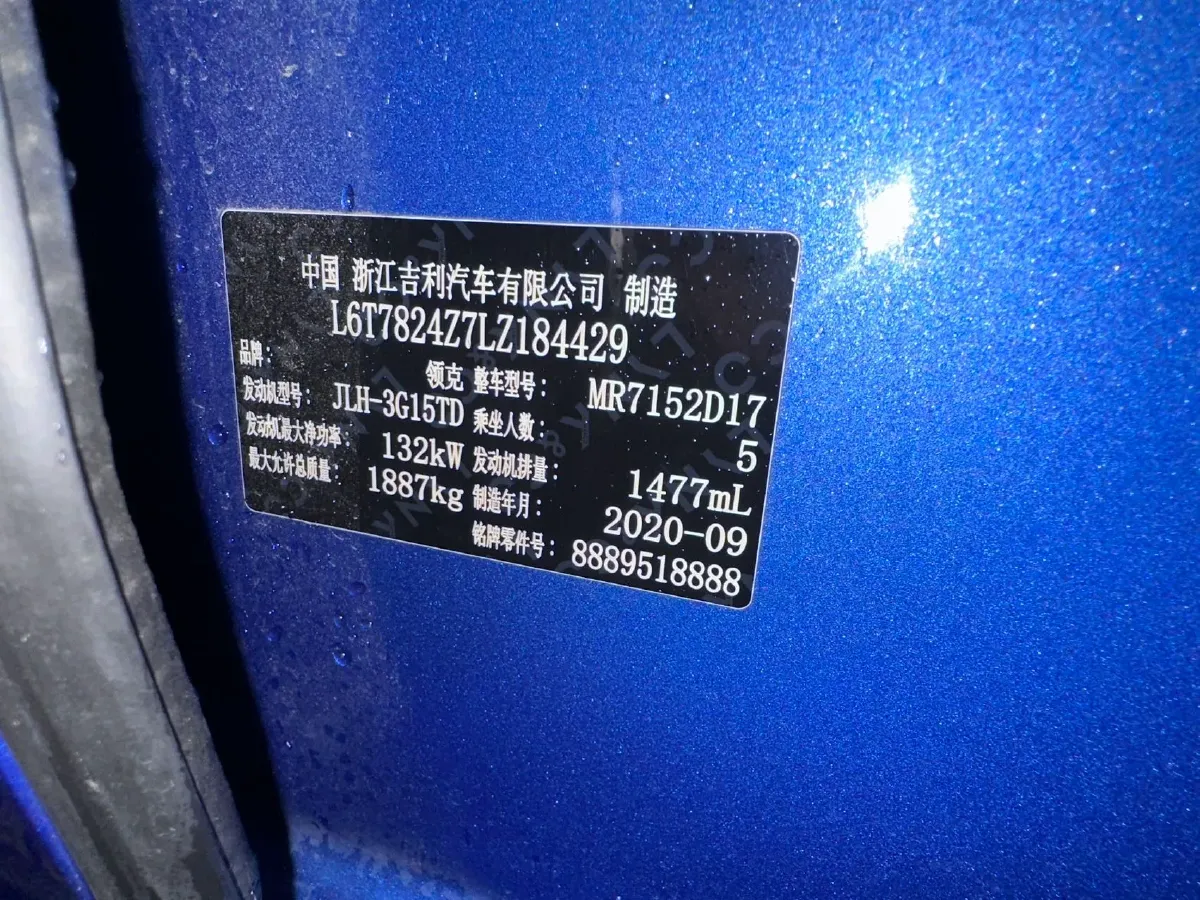 中国 浙江吉利汽车有限公司 制造
L6T7824Z7LZ184429
品牌： 领克 整车型号： MR7152D17
发动机型号： JLH-3G15TD 乘坐人数： 5
发动机最大净功率： 132kW 发动机排量： 1477mL
最大允许总质量： 1887kg 制造年月： 2020-09
铭牌零件号： 8889518888